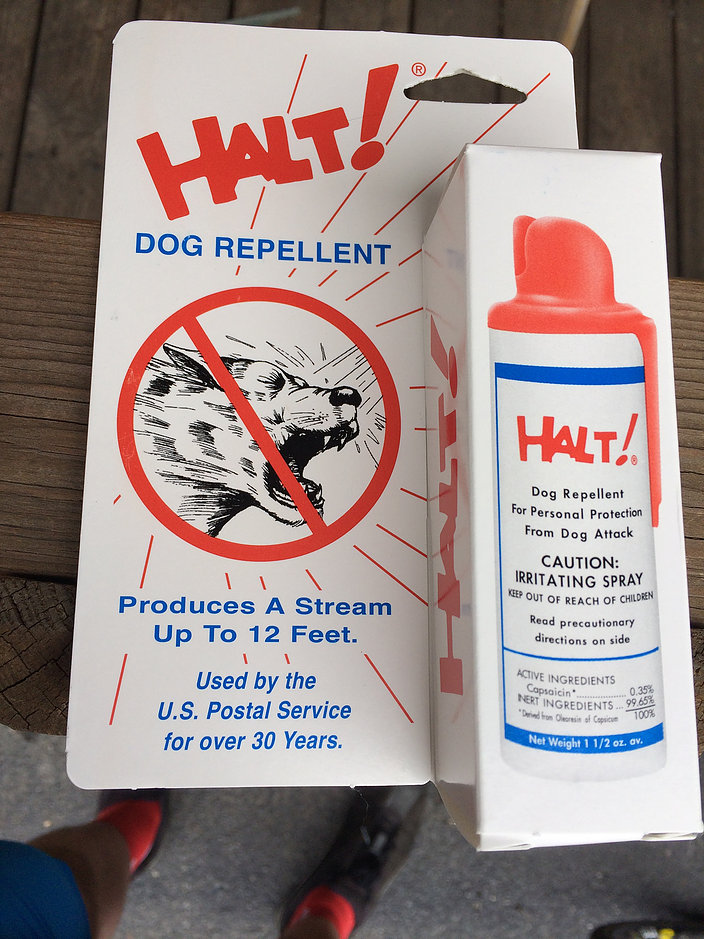 HALT!®
DOG REPELLENT
Produces A Stream
Up To 12 Feet.
Used by the
U.S. Postal Service
for over 30 Years.
HALT!
HALT!®
Dog Repellent
For Personal Protection
From Dog Attack
CAUTION:
IRRITATING SPRAY
KEEP OUT OF REACH OF CHILDREN
Read precautionary
directions on side
ACTIVE INGREDIENTS
Capsaicin*.................. 0.35%
INERT INGREDIENTS ... 99.65%
*Derived from Oleoresin of Capsicum 100%
Net Weight 1 1/2 oz. av.